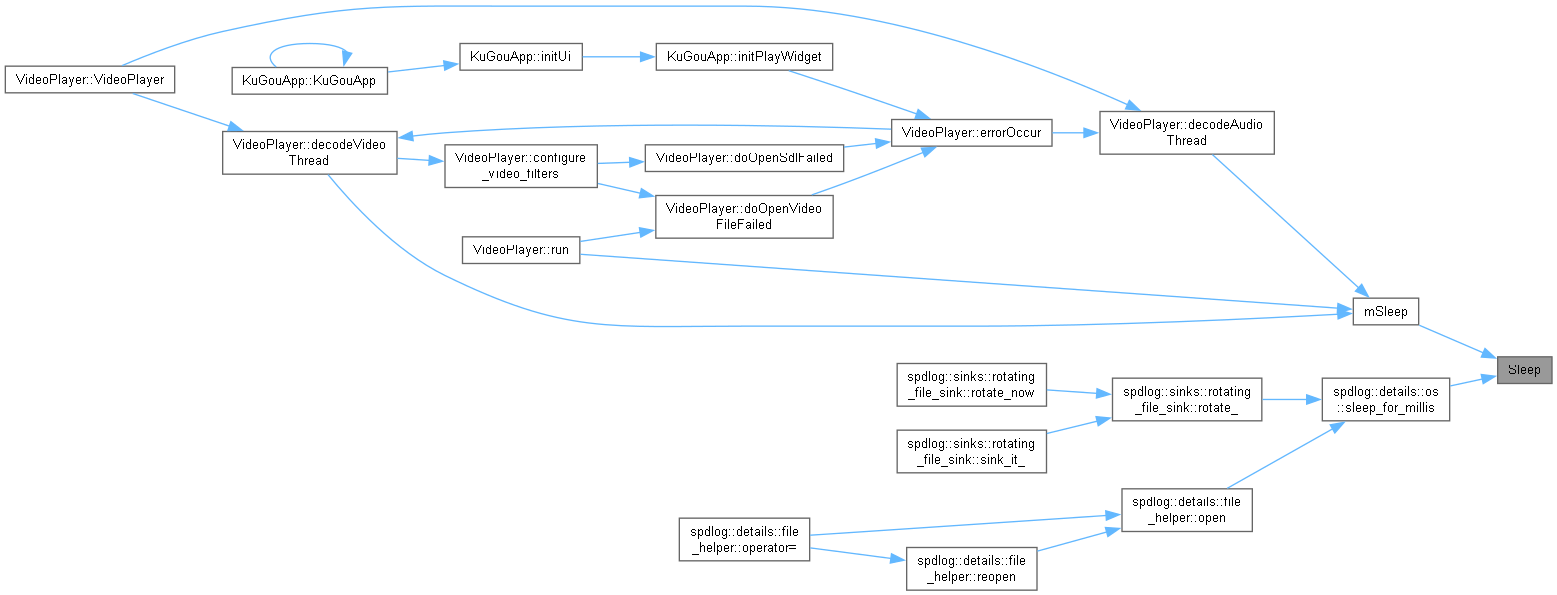 VideoPlayer::VideoPlayer
KuGouApp::KuGouApp
KuGouApp::initUi
KuGouApp::initPlayWidget
VideoPlayer::decodeVideo
Thread
VideoPlayer::configure
_video_filters
VideoPlayer::doOpenSdlFailed
VideoPlayer::errorOccur
VideoPlayer::decodeAudio
Thread
VideoPlayer::doOpenVideo
FileFailed
VideoPlayer::run
mSleep
Sleep
spdlog::sinks::rotating
_file_sink::rotate_now
spdlog::sinks::rotating
_file_sink::rotate_
spdlog::details::os
::sleep_for_millis
spdlog::sinks::rotating
_file_sink::sink_it_
spdlog::details::file
_helper::open
spdlog::details::file
_helper::operator=
spdlog::details::file
_helper::reopen